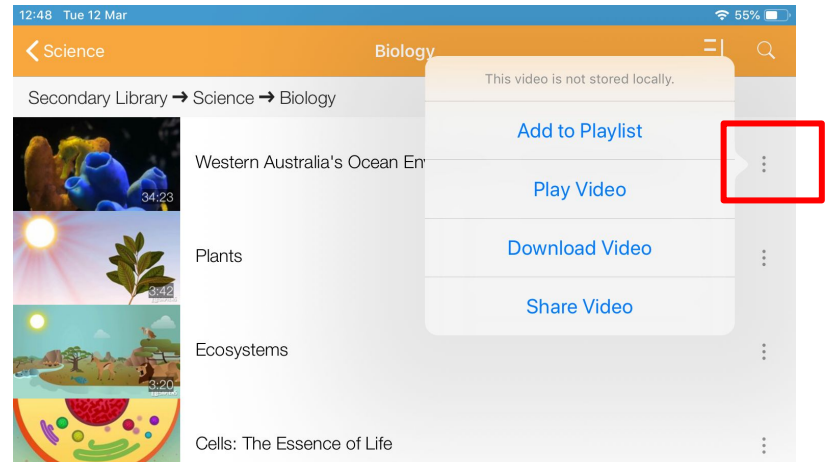 12:48 Tue 12 Mar 55%
Science Biology
This video is not stored locally.
Secondary Library → Science → Biology
Add to Playlist
34:23
Western Australia's Ocean En
Play Video
3:42
Plants
Download Video
Share Video
3:20
Ecosystems
Cells: The Essence of Life